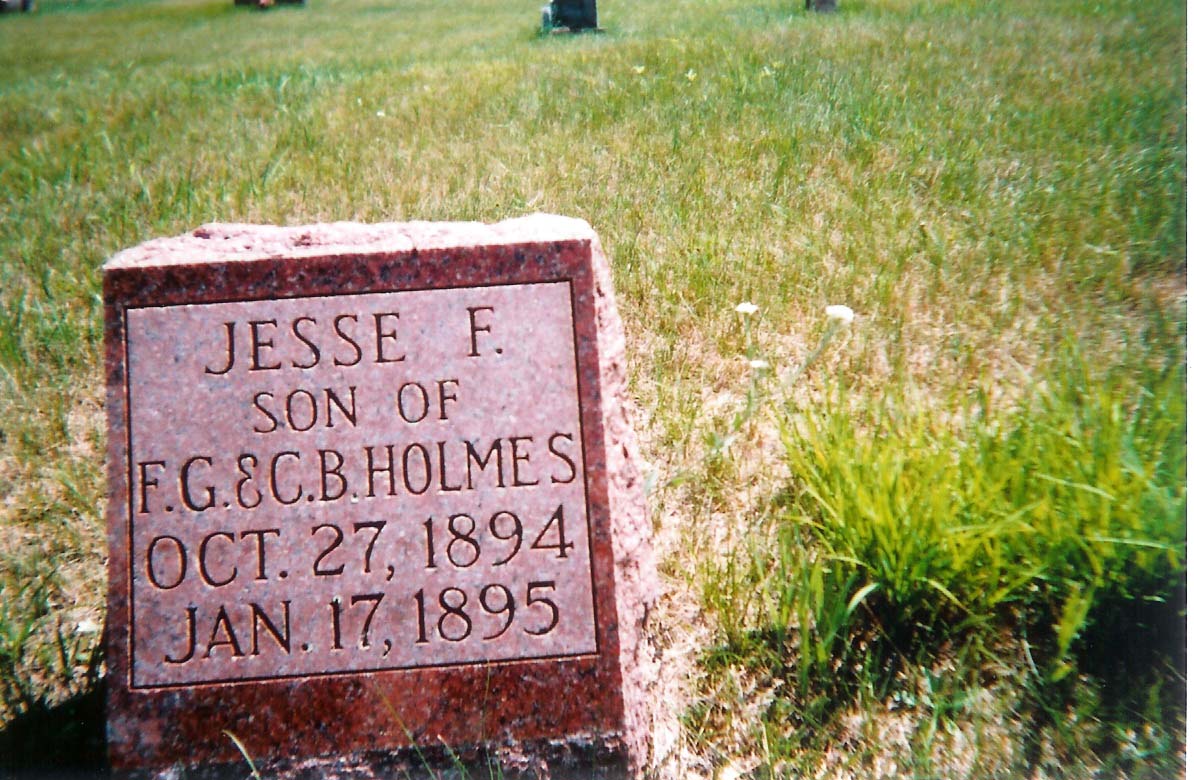 JESSE F.
SON OF
F.G. & C.B. HOLMES
OCT. 27, 1894
JAN. 17, 1895